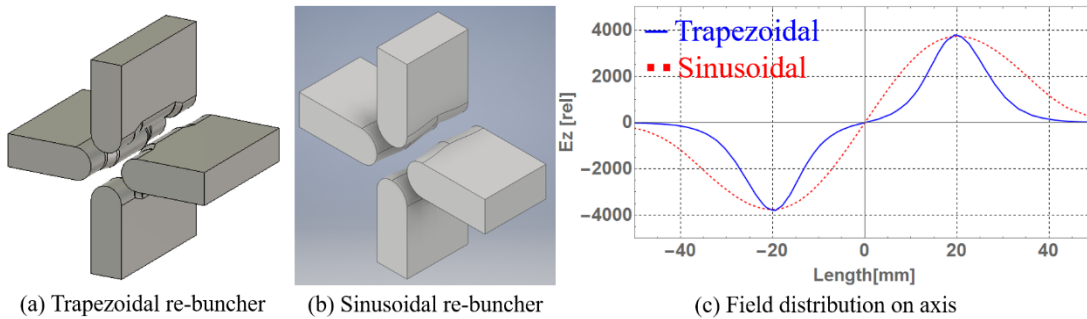 Trapezoidal
Sinusoidal
Ez [rel]
4000
2000
0
−2000
−4000
−40
−20
0
20
40
Length[mm]
(a) Trapezoidal re-buncher
(b) Sinusoidal re-buncher
(c) Field distribution on axis